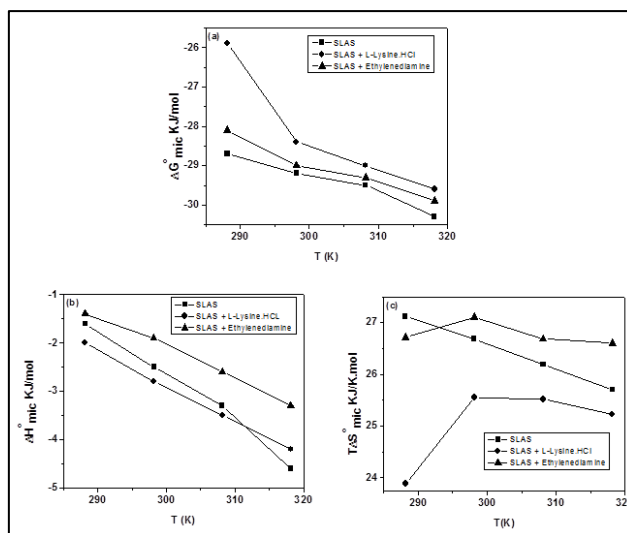 (a)
SLAS
SLAS + L-Lysine.HCl
SLAS + Ethylenediamine
-26
-27
-28
-29
-30
ΔG°mic KJ/mol
290 300 310 320
T (K)
(b)
SLAS
SLAS + L-Lysine.HCL
SLAS + Ethylenediamine
-1
-2
-3
-4
-5
ΔH°mic KJ/mol
290 300 310 320
T (K)
(c)
27
26
25
24
TΔS°mic KJ/K.mol
SLAS
SLAS + L-Lysine.HCl
SLAS + Ethylenediamine
290 300 310 320
T(K)